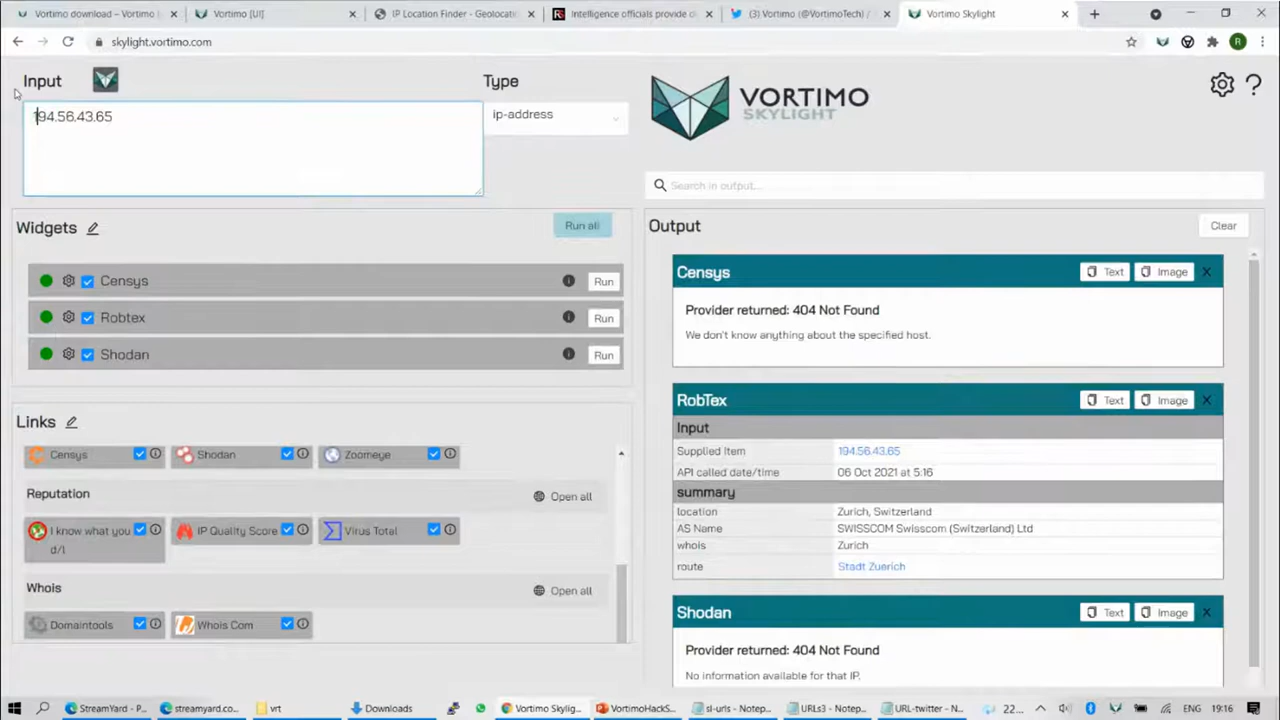 Vortimo download – Vortimo
Vortimo [UI]
IP Location Finder - Geolocati
Intelligence officials provide
(3) Vortimo (@VortimoTech) /
Vortimo Skylight
skylight.vortimo.com
R
Input
Type
194.56.43.65
ip-address
VORTIMO
SKYLIGHT
Search in output...
Widgets
Run all
Censys
Run
Robtex
Run
Shodan
Run
Output
Clear
Censys
Text
Image
Provider returned: 404 Not Found
We don't know anything about the specified host.
RobTex
Text
Image
Input
Supplied Item 194.56.43.65
API called date/time 06 Oct 2021 at 5:16
summary
location Zurich, Switzerland
AS Name SWISSCOM Swisscom (Switzerland) Ltd
whois Zurich
route Stadt Zuerich
Shodan
Text
Image
Provider returned: 404 Not Found
No information available for that IP.
Links
Censys
Shodan
Zoomeye
Reputation
Open all
I know what you
d/l
IP Quality Score
Virus Total
Whois
Open all
Domaintools
Whois Com
StreamYard - P...
streamyard.co...
vrt
Downloads
Vortimo Skylig...
VortimoHackS...
sl-urls - Notep...
URLs3 - Notep...
URL-twitter - N...
22...
ENG
19:16